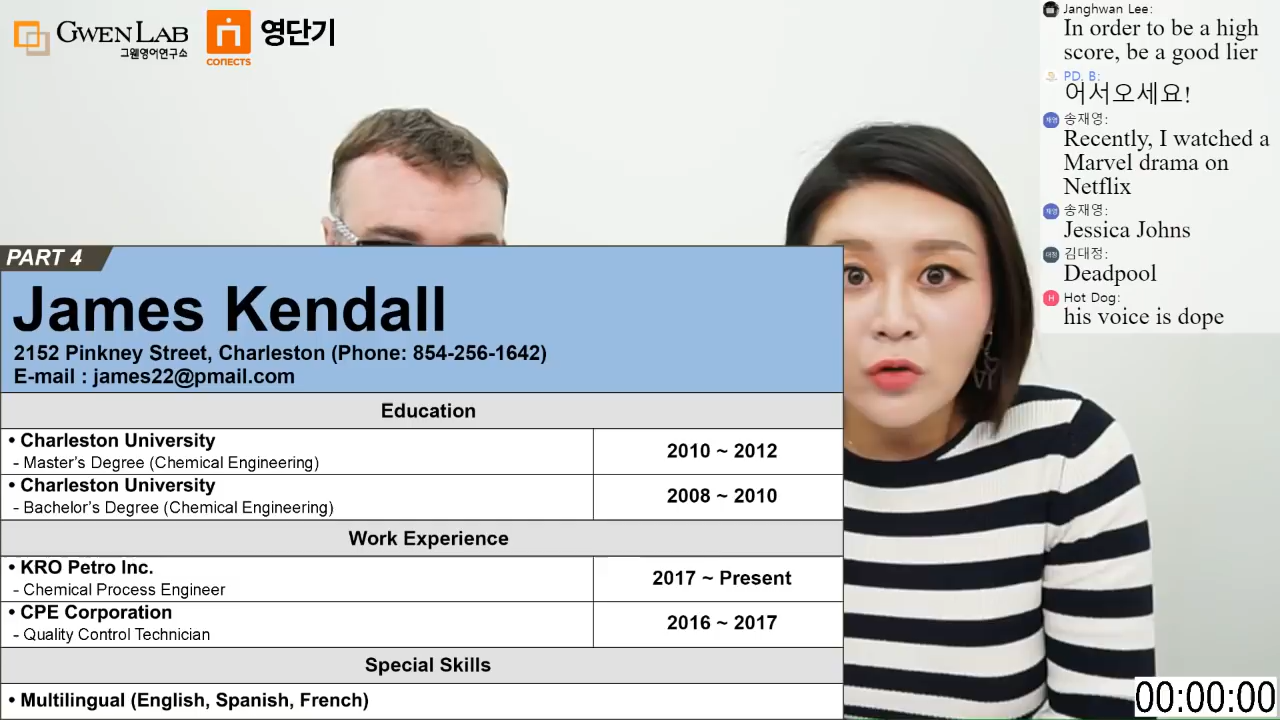 GWEN LAB
그웬영어연구소
CONECTS
영단기
Janghwan Lee:
In order to be a high
score, be a good lier
PD. B:
어서오세요!
송재영:
Recently, I watched a
Marvel drama on
Netflix
송재영:
Jessica Johns
김대정:
Deadpool
H Hot Dog:
his voice is dope
PART 4
James Kendall
2152 Pinkney Street, Charleston (Phone: 854-256-1642)
E-mail : james22@pmail.com
Education
• Charleston University
- Master's Degree (Chemical Engineering)
2010 ~ 2012
• Charleston University
- Bachelor's Degree (Chemical Engineering)
2008 ~ 2010
Work Experience
• KRO Petro Inc.
- Chemical Process Engineer
2017 ~ Present
• CPE Corporation
- Quality Control Technician
2016 ~ 2017
Special Skills
• Multilingual (English, Spanish, French)
00:00:00